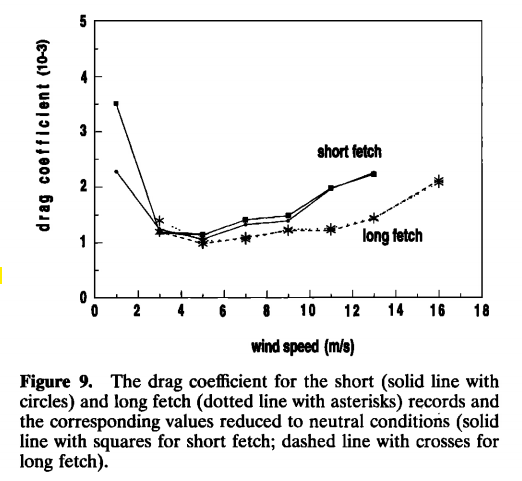 5
4
3
2
1
0
drag coefficient (10-3)
short fetch
long fetch
0 2 4 6 8 10 12 14 16 18
wind speed (m/s)
Figure 9. The drag coefficient for the short (solid line with
circles) and long fetch (dotted line with asterisks) records and
the corresponding values reduced to neutral conditions (solid
line with squares for short fetch; dashed line with crosses for
long fetch).